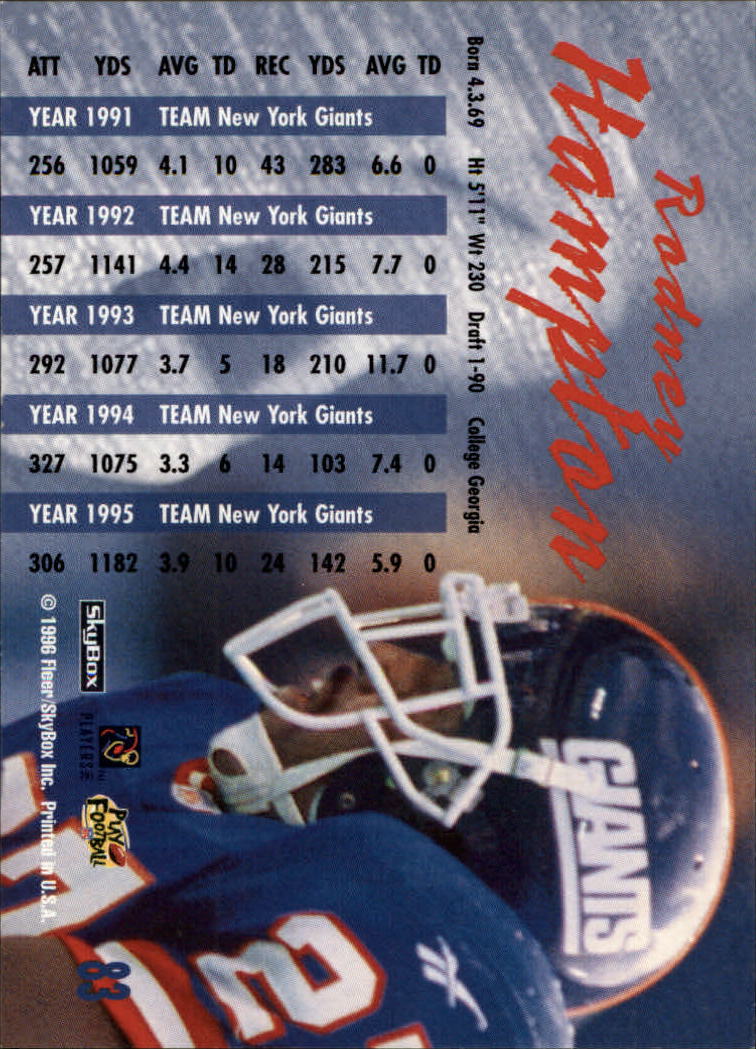 Rodney
Hampton
Born 4.3.69 Ht 5'11" Wt 230 Draft 1-90 College Georgia
ATT YDS AVG TD REC YDS AVG TD
YEAR 1991 TEAM New York Giants
256 1059 4.1 10 43 283 6.6 0
YEAR 1992 TEAM New York Giants
257 1141 4.4 14 28 215 7.7 0
YEAR 1993 TEAM New York Giants
292 1077 3.7 5 18 210 11.7 0
YEAR 1994 TEAM New York Giants
327 1075 3.3 6 14 103 7.4 0
YEAR 1995 TEAM New York Giants
306 1182 3.9 10 24 142 5.9 0
GIANTS
2
SkyBox
PLAYERS
PLAY
FOOTBALL
© 1996 Fleer/SkyBox Inc. Printed in U.S.A.
83